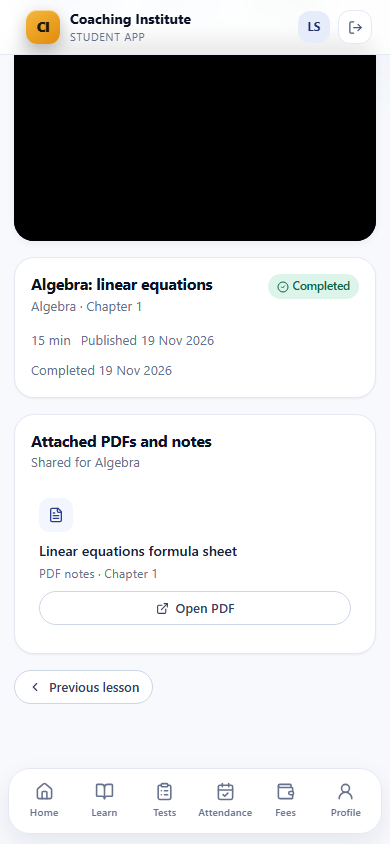 CI
Coaching Institute
STUDENT APP
LS
Algebra: linear equations
Completed
Algebra · Chapter 1
15 min Published 19 Nov 2026
Completed 19 Nov 2026
Attached PDFs and notes
Shared for Algebra
Linear equations formula sheet
PDF notes · Chapter 1
Open PDF
Previous lesson
Home Learn Tests Attendance Fees Profile